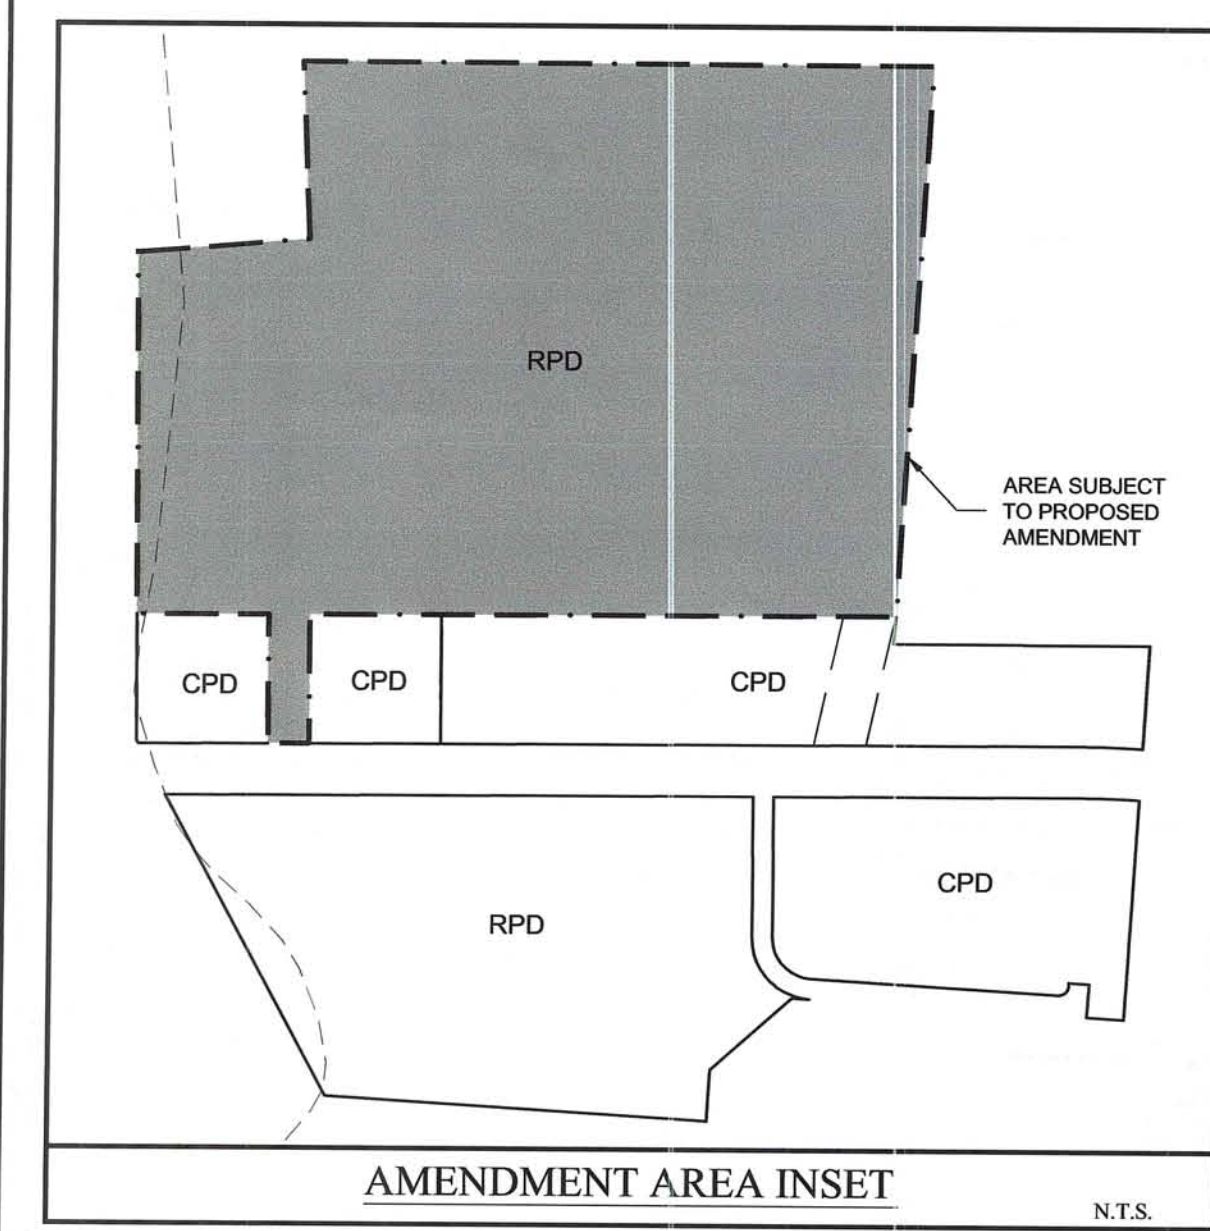 RPD
AREA SUBJECT
TO PROPOSED
AMENDMENT
CPD
CPD
CPD
CPD
RPD
AMENDMENT AREA INSET
N.T.S.